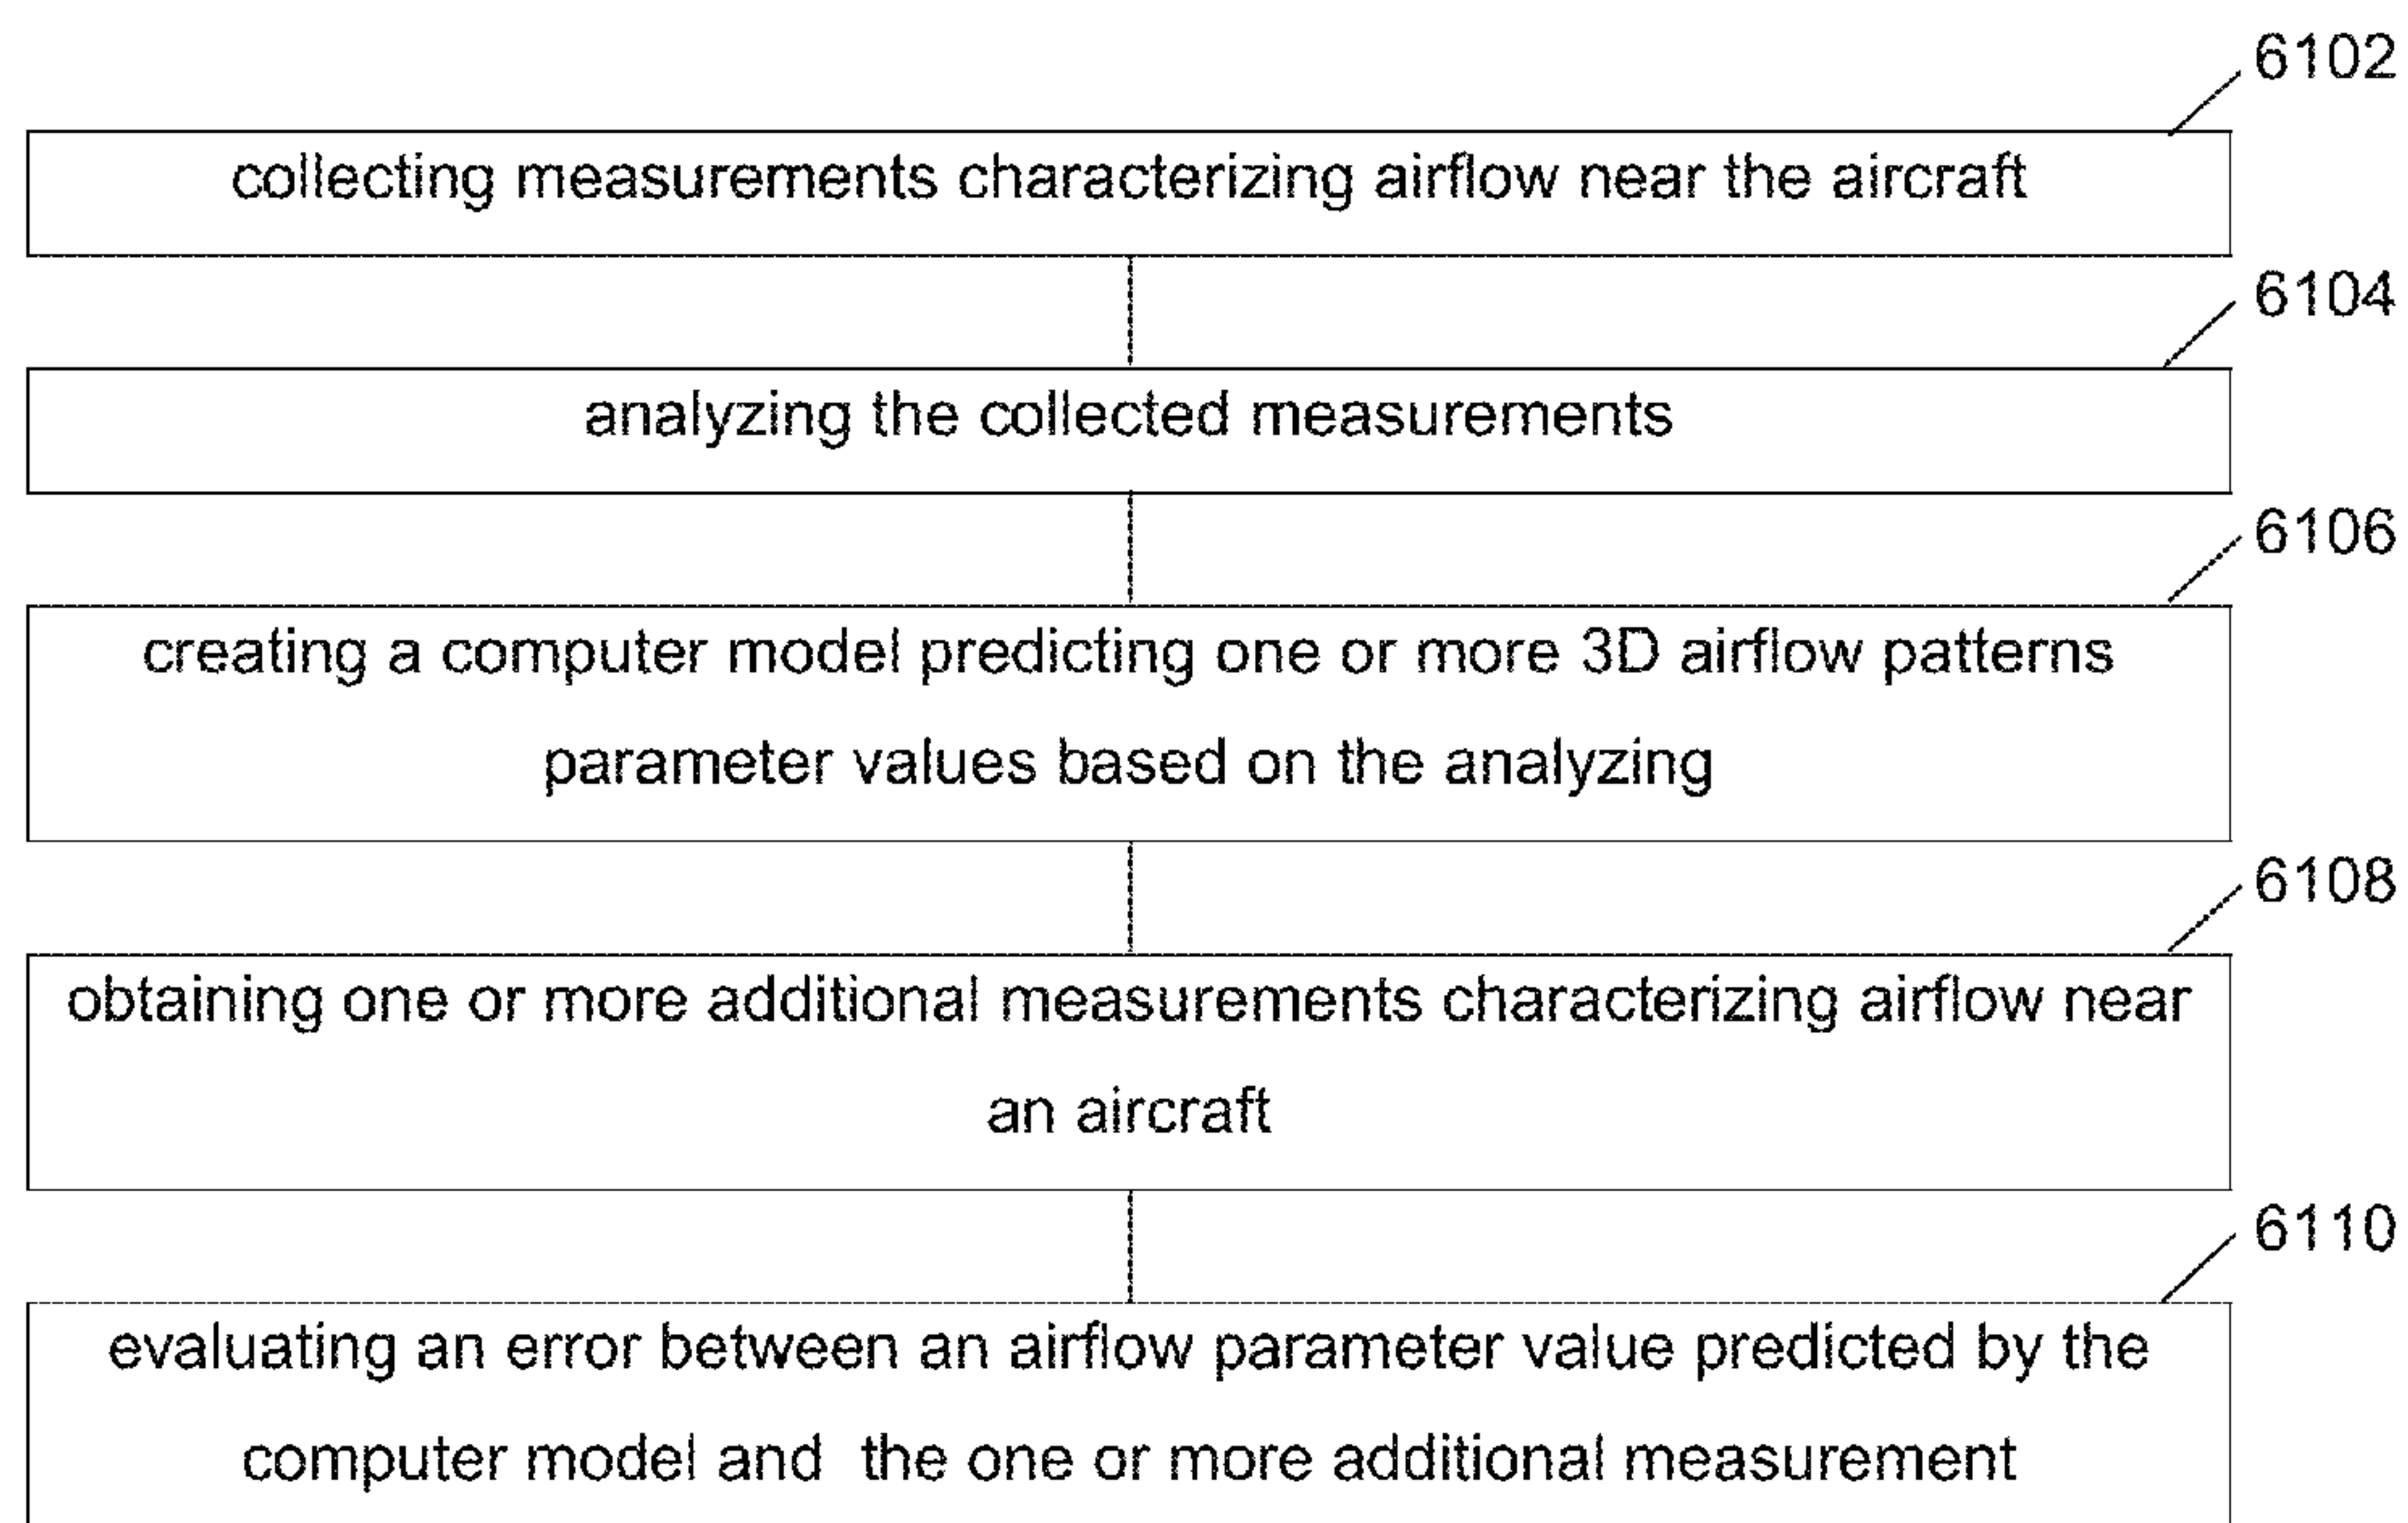 6102
collecting measurements characterizing airflow near the aircraft
6104
analyzing the collected measurements
6106
creating a computer model predicting one or more 3D airflow patterns
parameter values based on the analyzing
6108
obtaining one or more additional measurements characterizing airflow near
an aircraft
6110
evaluating an error between an airflow parameter value predicted by the
computer model and the one or more additional measurement